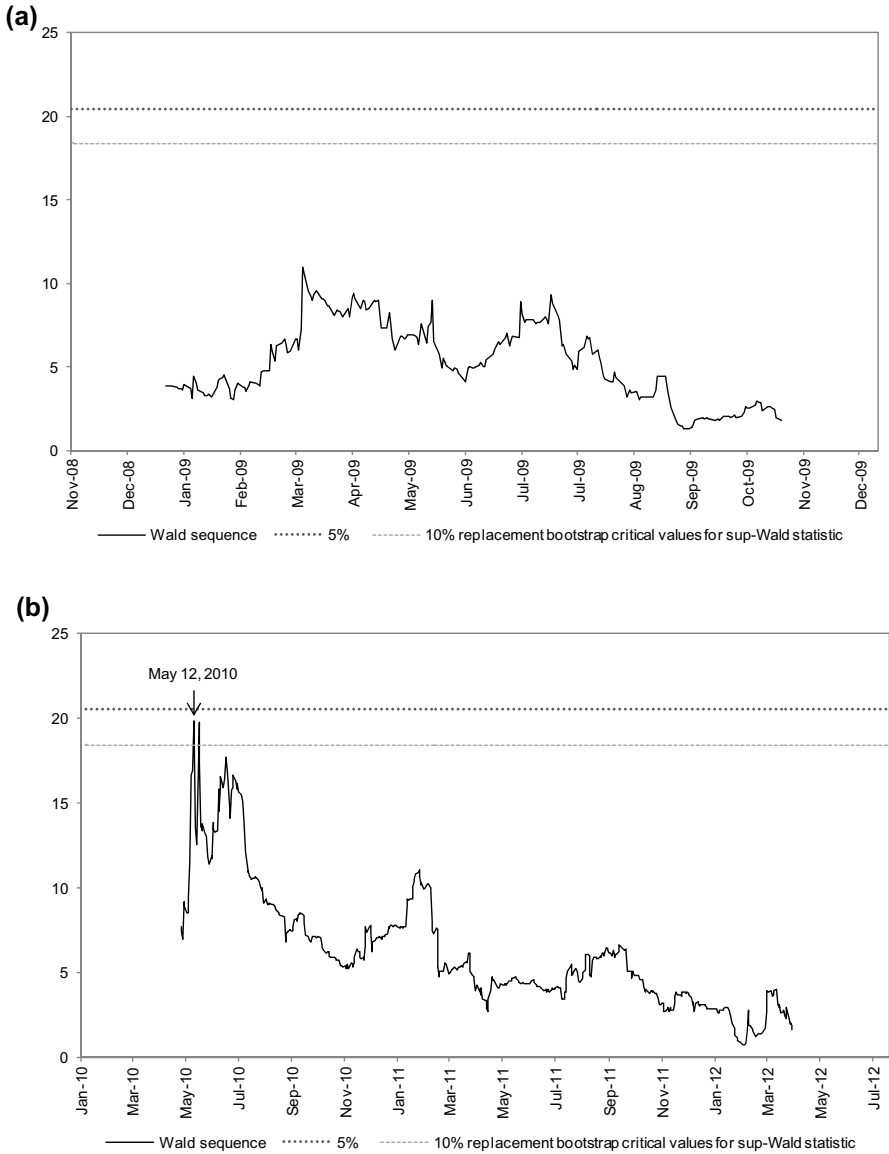 (a)
25
20
15
10
5
0
Nov-08
Dec-08
Jan-09
Feb-09
Mar-09
Apr-09
May-09
Jun-09
Jul-09
Jul-09
Aug-09
Sep-09
Oct-09
Nov-09
Dec-09
Wald sequence 5% 10% replacement bootstrap critical values for sup-Wald statistic
(b)
25
20
15
10
5
0
May 12, 2010
Jan-10
Mar-10
May-10
Jul-10
Sep-10
Nov-10
Jan-11
Mar-11
May-11
Jul-11
Sep-11
Nov-11
Jan-12
Mar-12
May-12
Jul-12
Wald sequence 5% 10% replacement bootstrap critical values for sup-Wald statistic